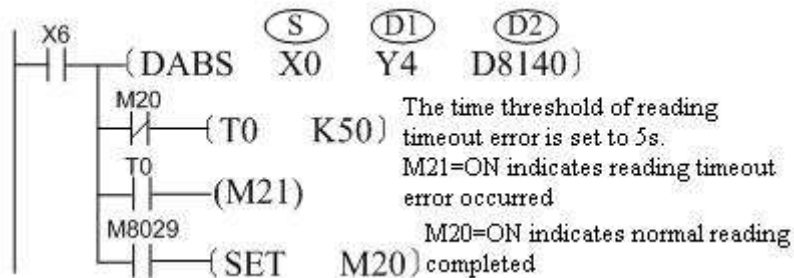 S D1 D2
X6
(DABS X0 Y4 D8140)
M20
(T0 K50)
The time threshold of reading
timeout error is set to 5s.
T0
(M21)
M21=ON indicates reading timeout
error occurred
M8029
(SET M20)
M20=ON indicates normal reading
completed